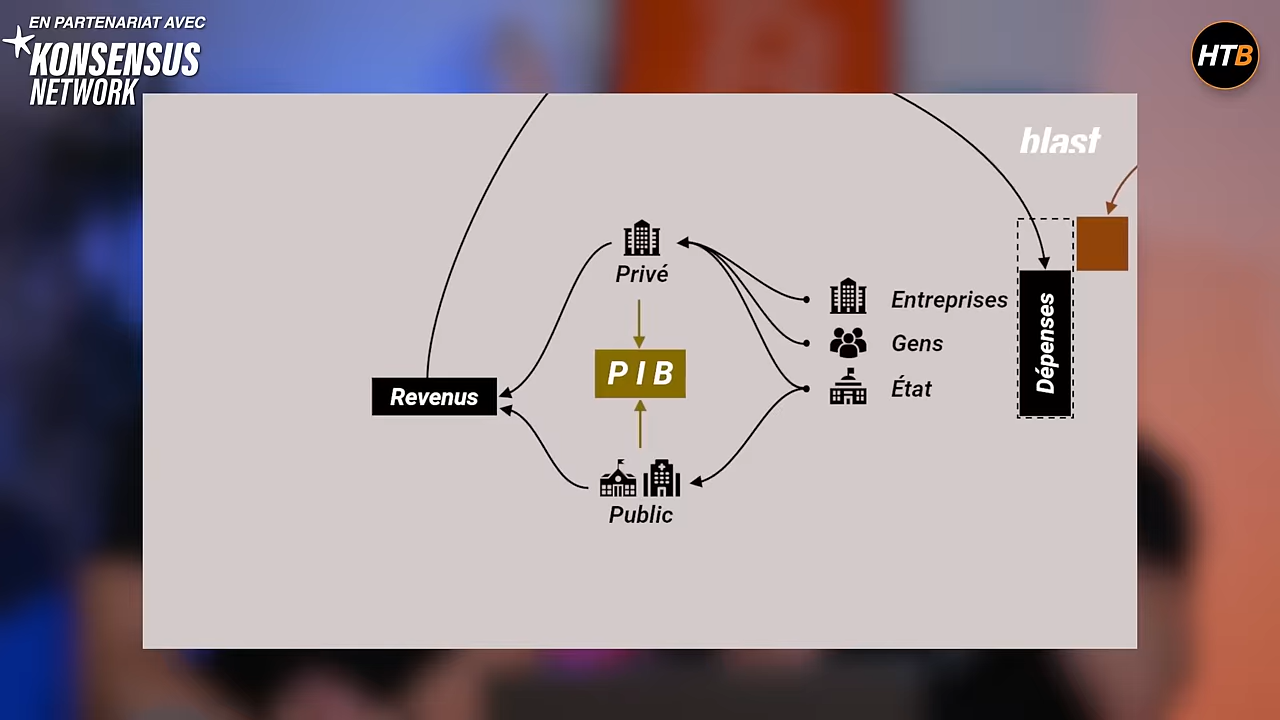 EN PARTENARIAT AVEC
KONSENSUS
NETWORK
HTB
blast
Privé
Entreprises
Gens
PIB
Dépenses
Revenus
État
Public